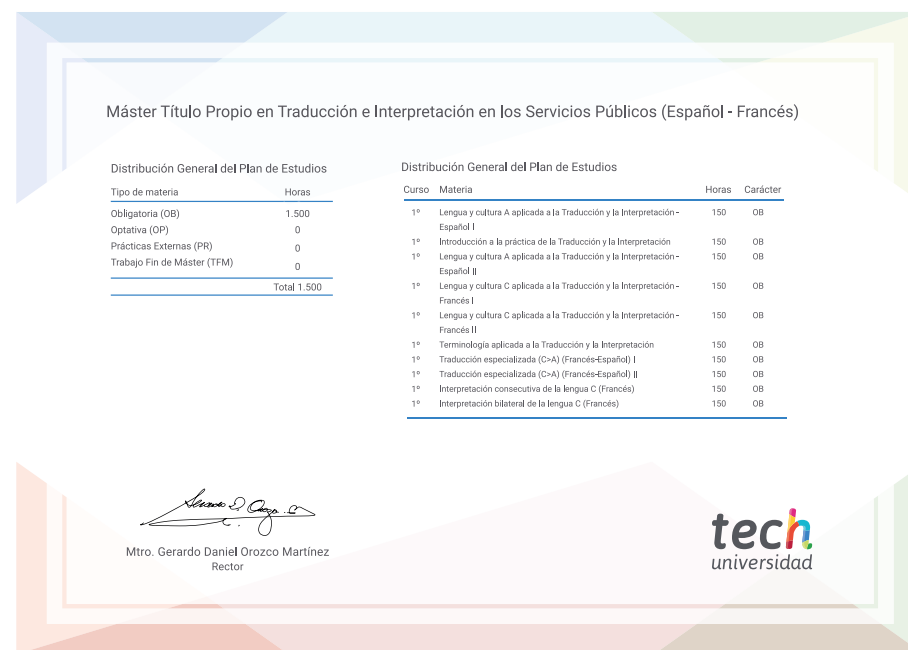 Máster Título Propio en Traducción e Interpretación en los Servicios Públicos (Español - Francés)
Distribución General del Plan de Estudios
Tipo de materia Horas
Obligatoria (OB) 1.500
Optativa (OP) 0
Prácticas Externas (PR) 0
Trabajo Fin de Máster (TFM) 0
Total 1.500
Distribución General del Plan de Estudios
Curso Materia Horas Carácter
1º Lengua y cultura A aplicada a la Traducción y la Interpretación - 150 OB
Español I
1º Introducción a la práctica de la Traducción y la Interpretación 150 OB
1º Lengua y cultura A aplicada a la Traducción y la Interpretación - 150 OB
Español II
1º Lengua y cultura C aplicada a la Traducción y la Interpretación - 150 OB
Francés I
1º Lengua y cultura C aplicada a la Traducción y la Interpretación - 150 OB
Francés II
1º Terminología aplicada a la Traducción y la Interpretación 150 OB
1º Traducción especializada (C>A) (Francés-Español) I 150 OB
1º Traducción especializada (C>A) (Francés-Español) II 150 OB
1º Interpretación consecutiva de la lengua C (Francés) 150 OB
1º Interpretación bilateral de la lengua C (Francés) 150 OB
Mtro. Gerardo Daniel Orozco Martínez
Rector
tech
universidad